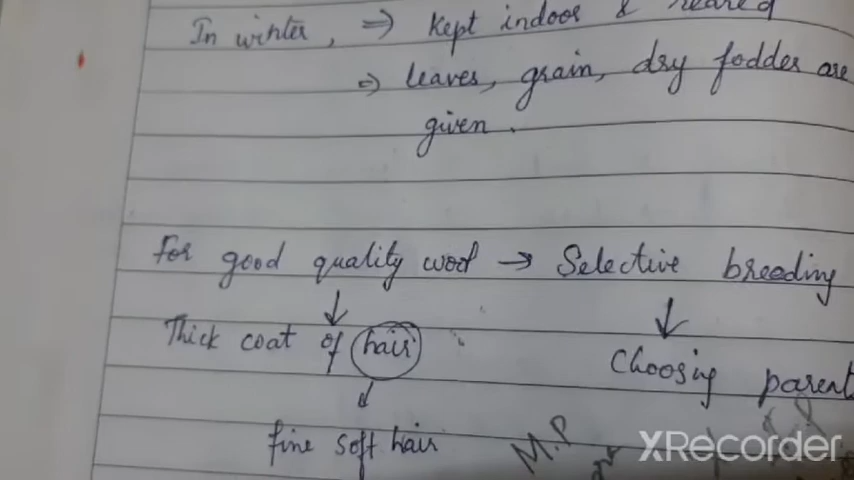 In winter, ⇒ kept indoor & reared
⇒ leaves, grain, dry fodder are
given.
For good quality wool → Selective breeding
↓ ↓
Thick coat of hair Choosing parent
↓
fine soft hair
M.P
XRecorder